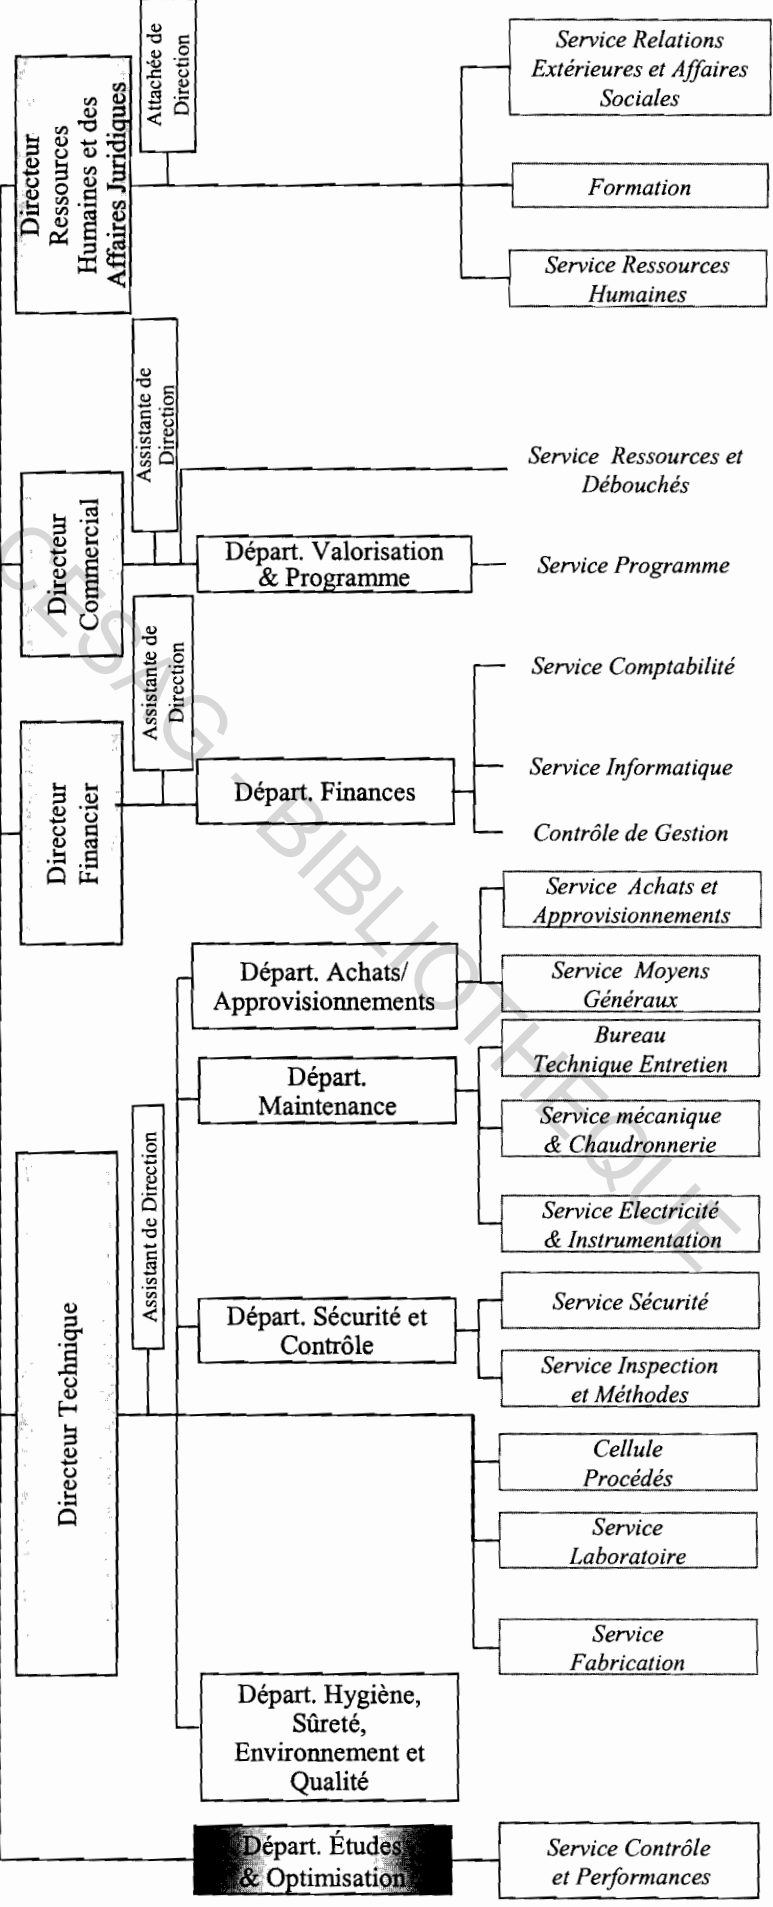 Directeur
Ressources
Humaines et des
Affaires Juridiques
Attachée de
Direction
Service Relations
Extérieures et Affaires
Sociales
Formation
Service Ressources
Humaines
Directeur
Commercial
Assistante de
Direction
Service Ressources et
Débouchés
Départ. Valorisation
& Programme
Service Programme
Directeur
Financier
Assistante de
Direction
Départ. Finances
Service Comptabilité
Service Informatique
Contrôle de Gestion
Directeur Technique
Assistant de Direction
Départ. Achats/
Approvisionnements
Service Achats et
Approvisionnements
Service Moyens
Généraux
Départ.
Maintenance
Bureau
Technique Entretien
Service mécanique
& Chaudronnerie
Service Electricité
& Instrumentation
Départ. Sécurité et
Contrôle
Service Sécurité
Service Inspection
et Méthodes
Cellule
Procédés
Service
Laboratoire
Service
Fabrication
Départ. Hygiène,
Sûreté,
Environnement et
Qualité
Départ. Études
& Optimisation
Service Contrôle
et Performances
CESAG - BIBLIOTHEQUE